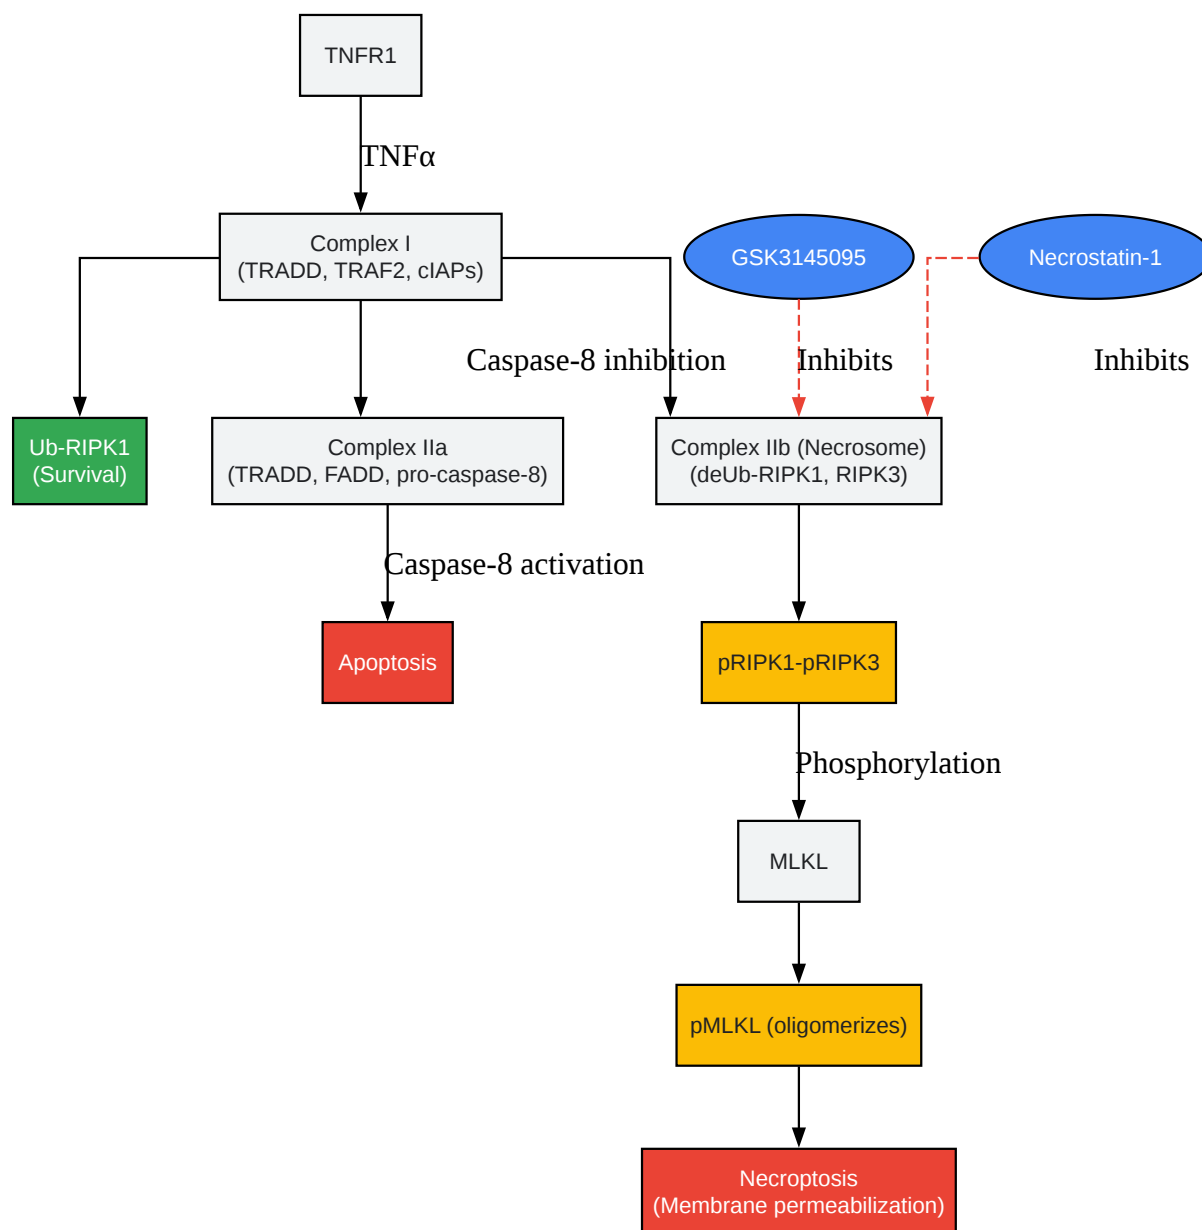 TNFR1
TNFα
Complex I
(TRADD, TRAF2, cIAPs)
GSK3145095
Necrostatin-1
Caspase-8 inhibition
Inhibits
Inhibits
Ub-RIPK1
(Survival)
Complex IIa
(TRADD, FADD, pro-caspase-8)
Complex IIb (Necrosome)
(deUb-RIPK1, RIPK3)
Caspase-8 activation
Apoptosis
pRIPK1-pRIPK3
Phosphorylation
MLKL
pMLKL (oligomerizes)
Necroptosis
(Membrane permeabilization)